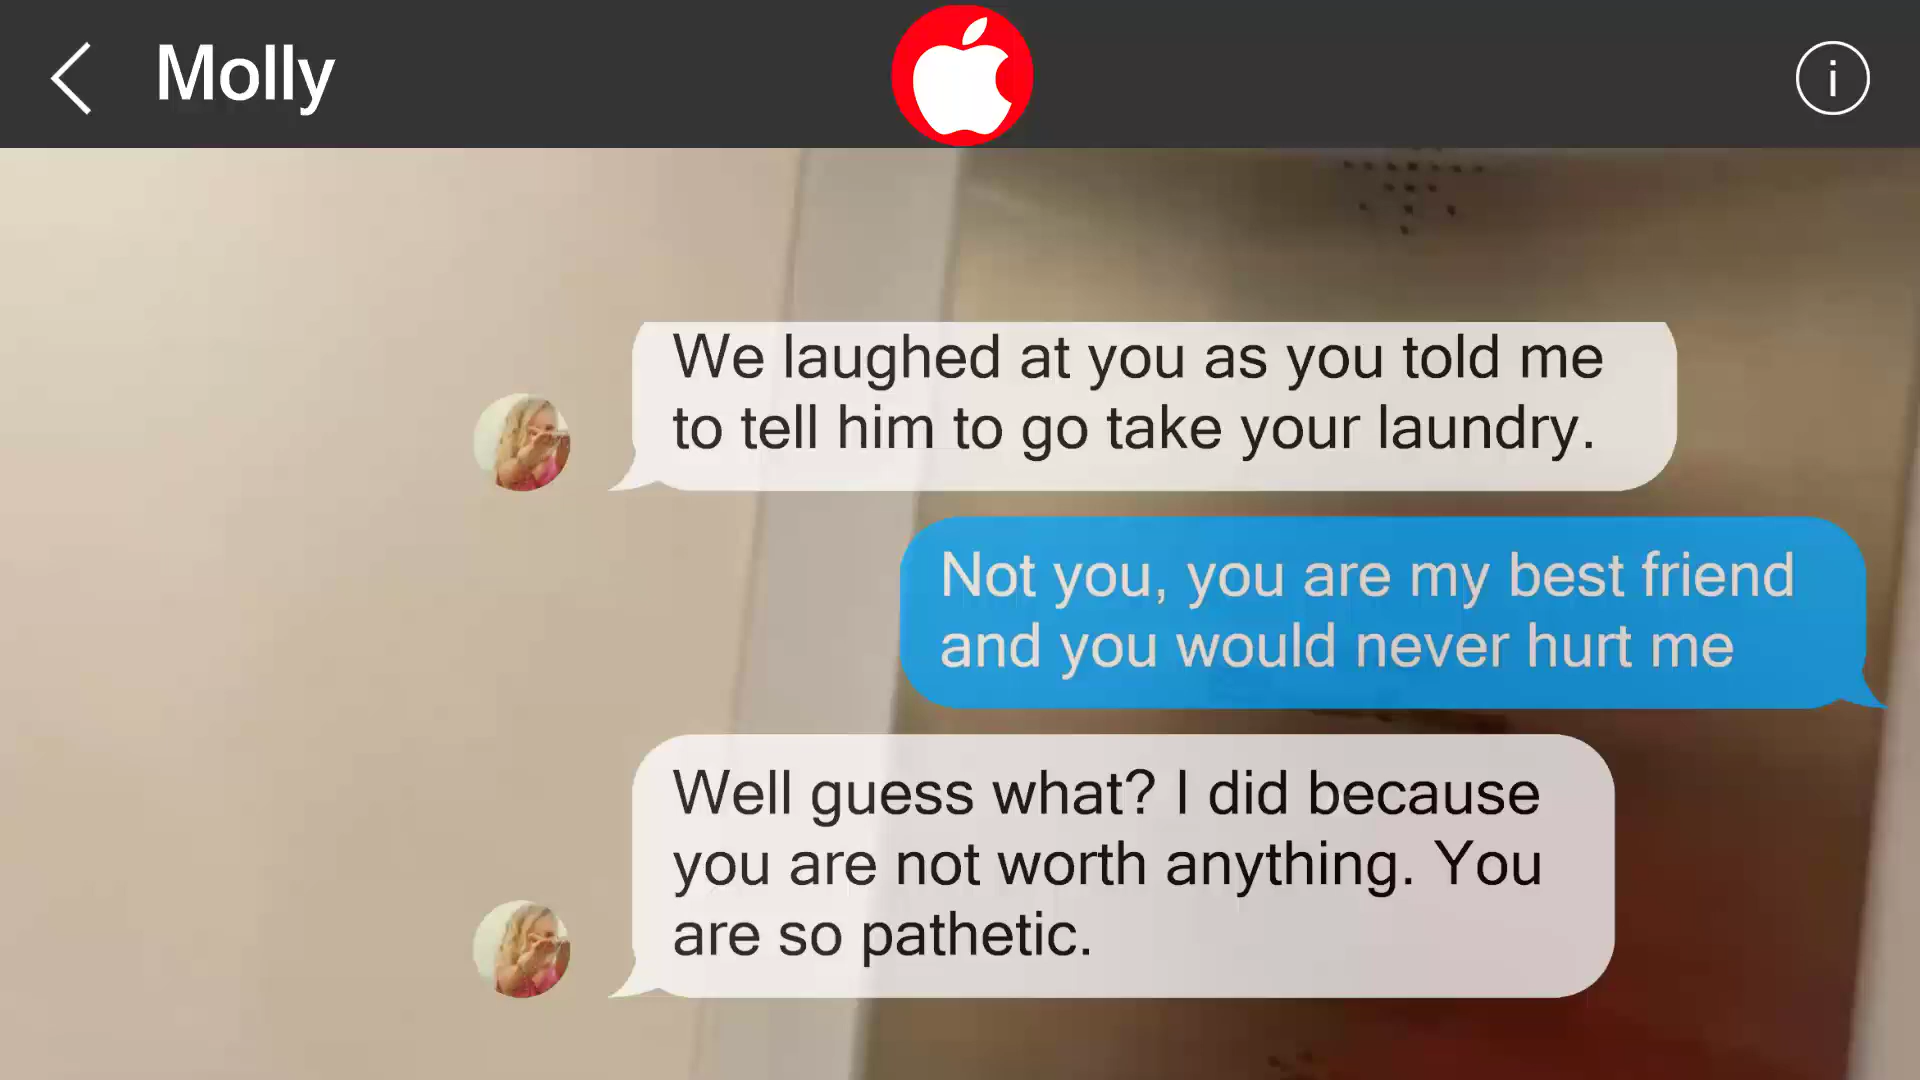 Molly
i
We laughed at you as you told me
to tell him to go take your laundry.
Not you, you are my best friend
and you would never hurt me
Well guess what? I did because
you are not worth anything. You
are so pathetic.